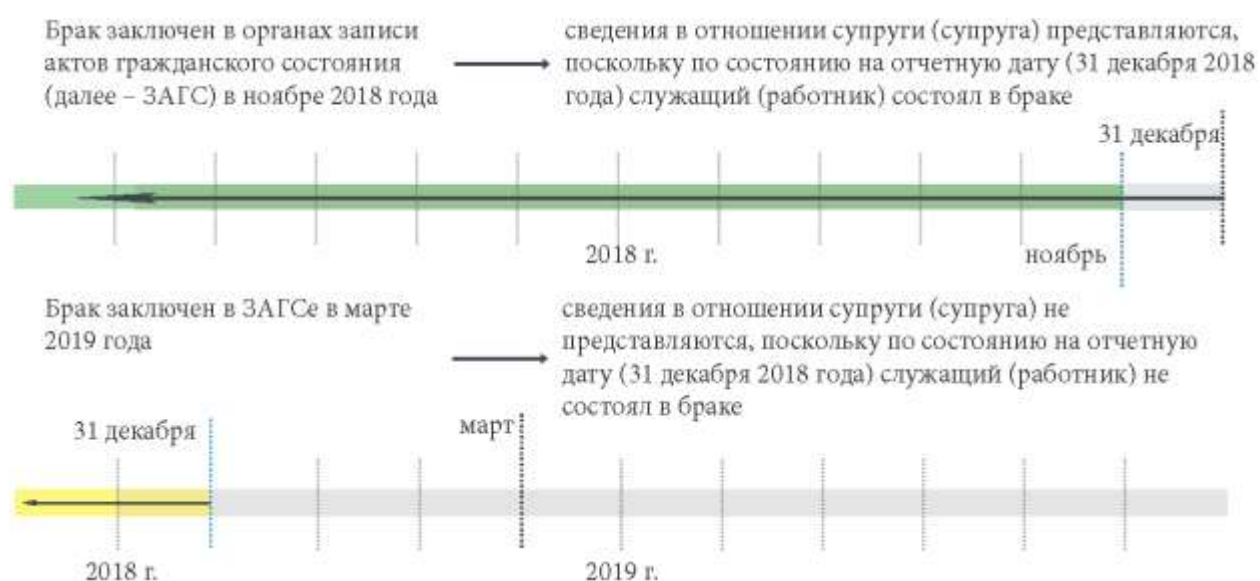 Брак заключен в органах записи
актов гражданского состояния
(далее – ЗАГС) в ноябре 2018 года
сведения в отношении супруги (супруга) представляются,
поскольку по состоянию на отчетную дату (31 декабря 2018
года) служащий (работник) состоял в браке
31 декабря
2018 г.
ноябрь
Брак заключен в ЗАГСе в марте
2019 года
сведения в отношении супруги (супруга) не
представляются, поскольку по состоянию на отчетную
дату (31 декабря 2018 года) служащий (работник) не
состоял в браке
31 декабря
март
2018 г.
2019 г.